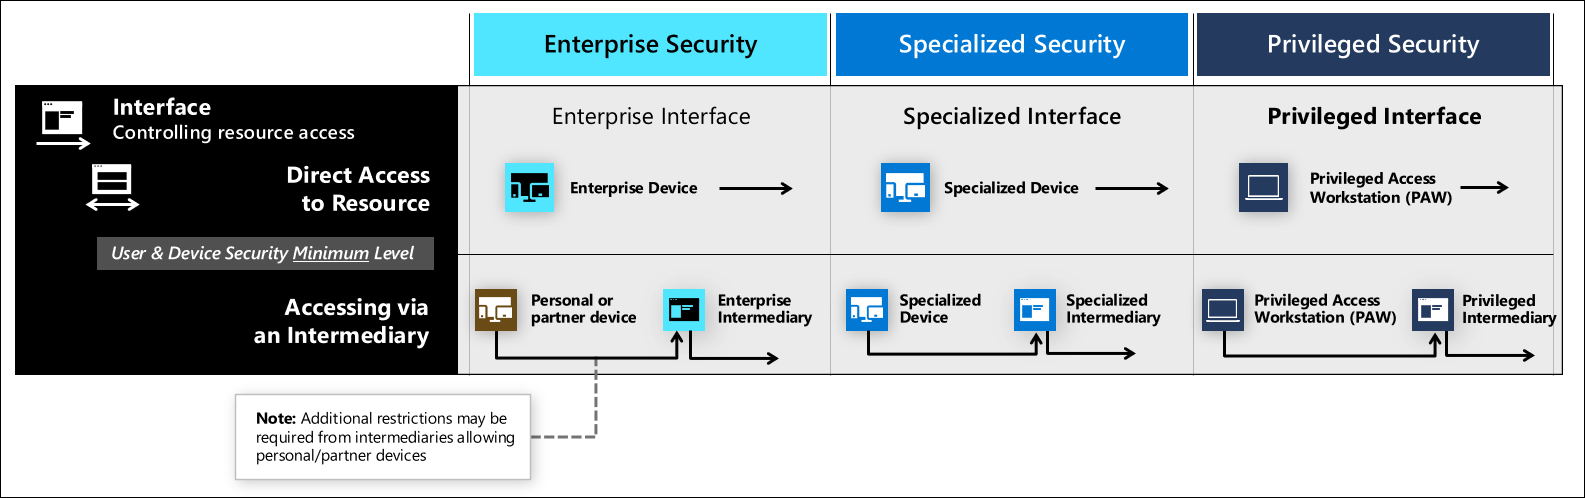 Enterprise Security
Specialized Security
Privileged Security
Interface
Controlling resource access
Enterprise Interface
Specialized Interface
Privileged Interface
Direct Access
to Resource
Enterprise Device
Specialized Device
Privileged Access
Workstation (PAW)
User & Device Security Minimum Level
Accessing via
an Intermediary
Personal or
partner device
Enterprise
Intermediary
Specialized
Device
Specialized
Intermediary
Privileged Access
Workstation (PAW)
Privileged
Intermediary
Note: Additional restrictions may be
required from intermediaries allowing
personal/partner devices